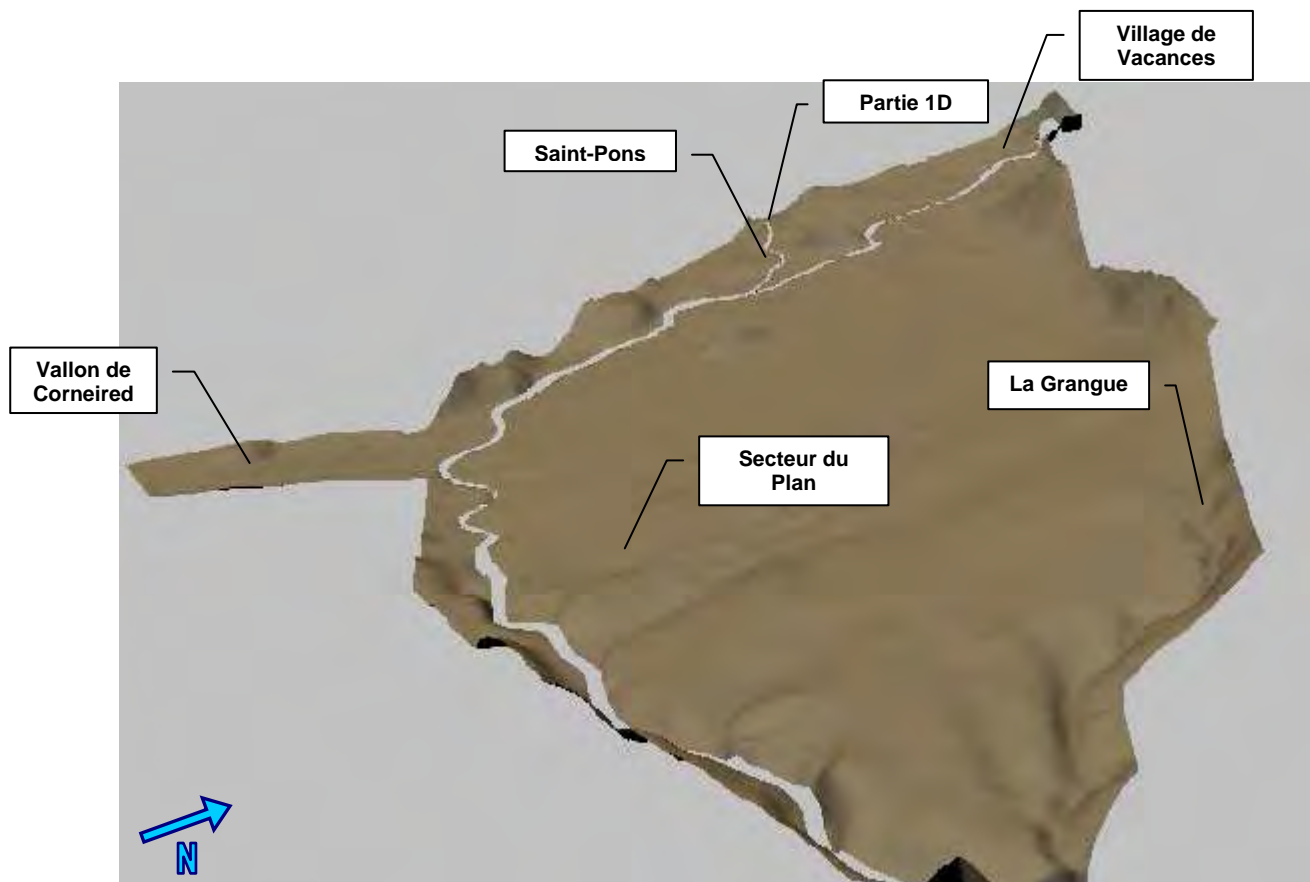 Village de
Vacances
Partie 1D
Saint-Pons
Vallon de
Corneired
La Grangue
Secteur du
Plan
N